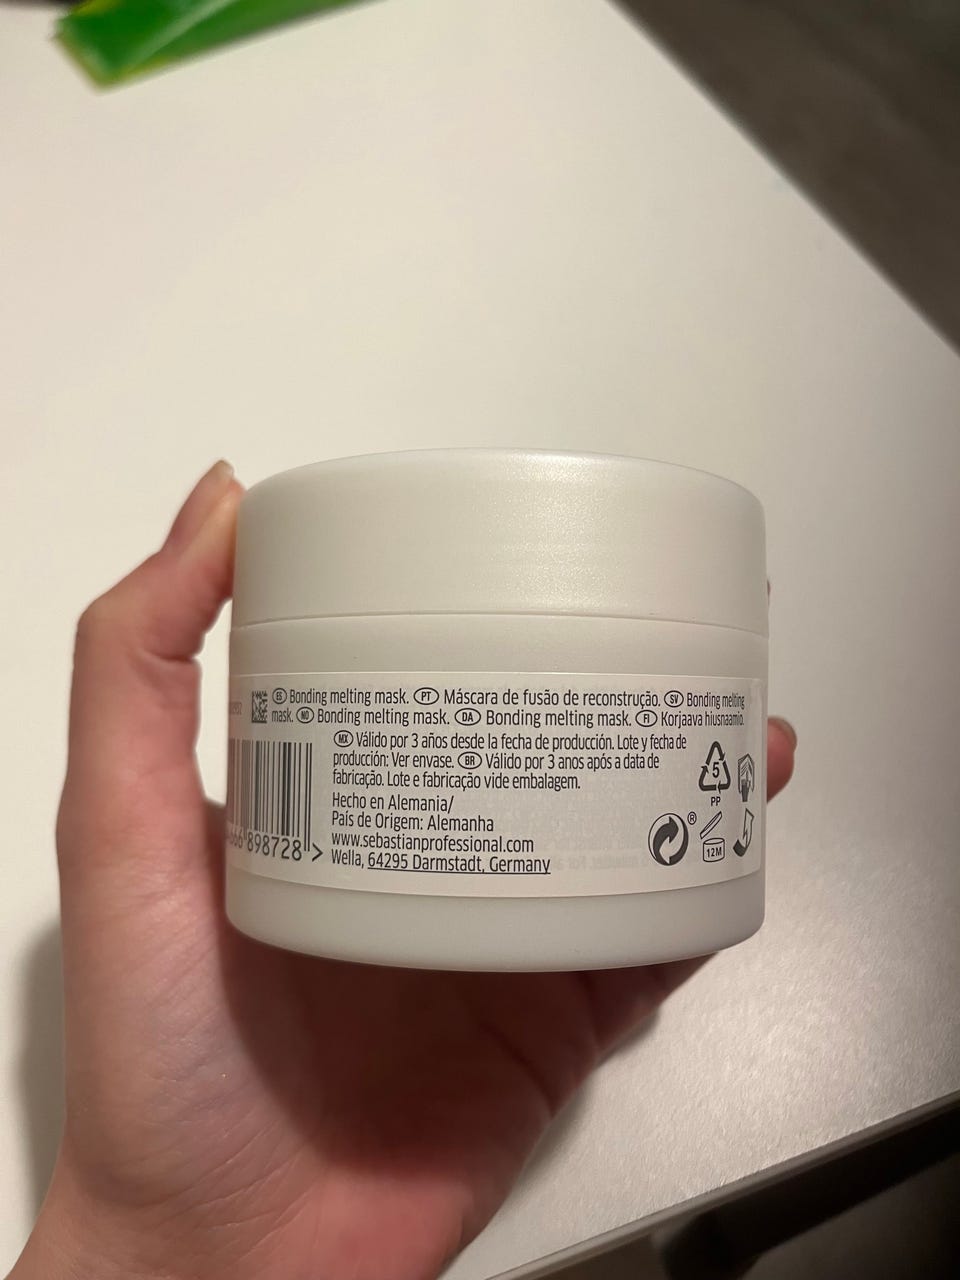 ES Bonding melting mask. PT Máscara de fusão de reconstrução. SV Bonding melting
mask. NO Bonding melting mask. DA Bonding melting mask. FI Korjaava hiusnaamio.
MX Válido por 3 años desde la fecha de producción. Lote y fecha de
producción: Ver envase. BR Válido por 3 anos após a data de
fabricação. Lote e fabricação vide embalagem.
Hecho en Alemania/
País de Origem: Alemanha
www.sebastianprofessional.com
Wella, 64295 Darmstadt, Germany
898728 >
5
PP
®
12M